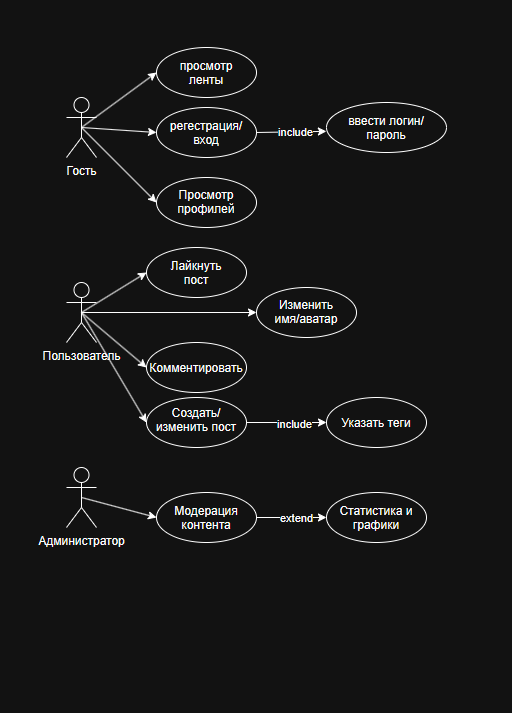 просмотр
ленты
регестрация/
вход
include
ввести логин/
пароль
Гость
Просмотр
профилей
Лайкнуть
пост
Изменить
имя/аватар
Пользователь
Комментировать
Создать/
изменить пост
include
Указать теги
Модерация
контента
extend
Статистика и
графики
Администратор